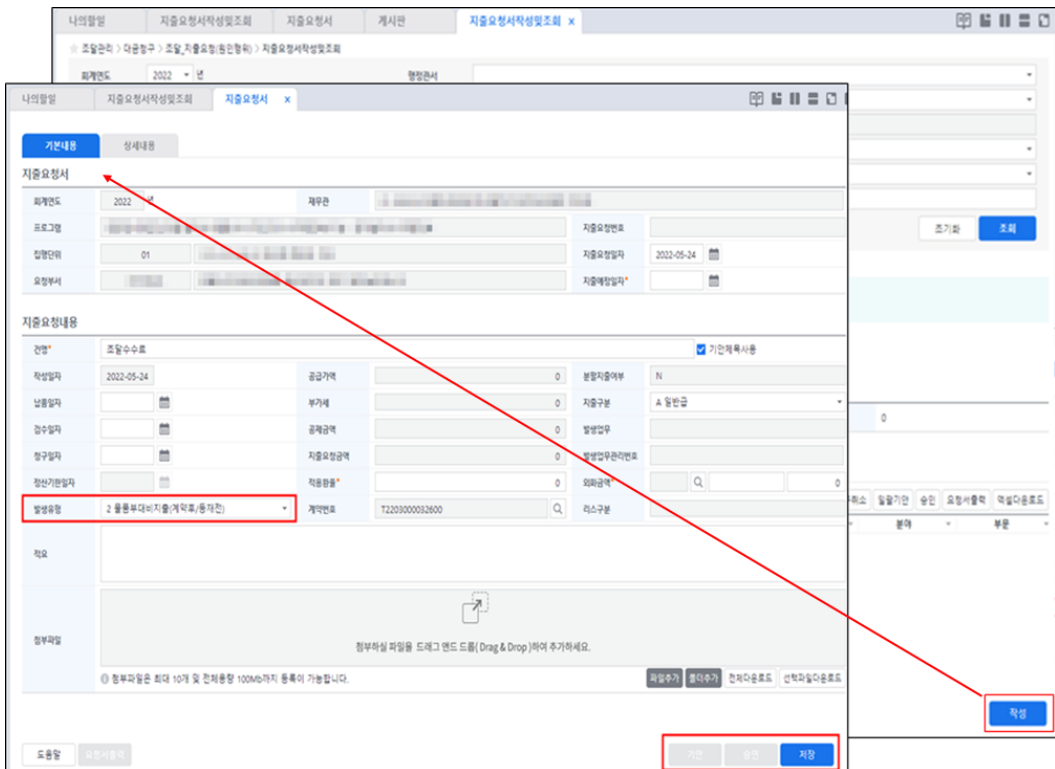 나의할일 지출요청서작성및조회 지출요청서 게시판 지출요청서작성및조회 x
조달관리 > 대금청구 > 조달_지출요청(원인행위) > 지출요청서작성및조회
회계연도 2022 년 행정관서
초기화 조회
0
일괄기안 승인 요청서출력 엑셀다운로드
분야 부문
작성
나의할일 지출요청서작성및조회 지출요청서 x
기본내용 상세내용
지출요청서
회계연도 2022 년 재무관
프로그램 지출요청번호
집행단위 01 지출요청일자 2022-05-24
요청부서 지출예정일자*
지출요청내용
건명* 조달수수료 기안제목사용
작성일자 2022-05-24 공급가액 0 분할지출여부 N
납품일자 부가세 0 지출구분 A 일반급
검수일자 공제금액 0 발생업무
청구일자 지출요청금액 0 발생업무관리번호
정산기한일자 적용환율* 0 외화금액* 0
발생유형 2 물품부대비지출(계약후/등재전) 계약번호 T2203000032600 리스구분
적요
첨부파일
첨부하실 파일을 드래그 앤드 드롭( Drag & Drop )하여 추가하세요.
첨부파일은 최대 10개 및 전체용량 100Mb까지 등록이 가능합니다. 파일추가 폴더추가 전체다운로드 선택파일다운로드
도움말 요청서출력 기안 승인 저장